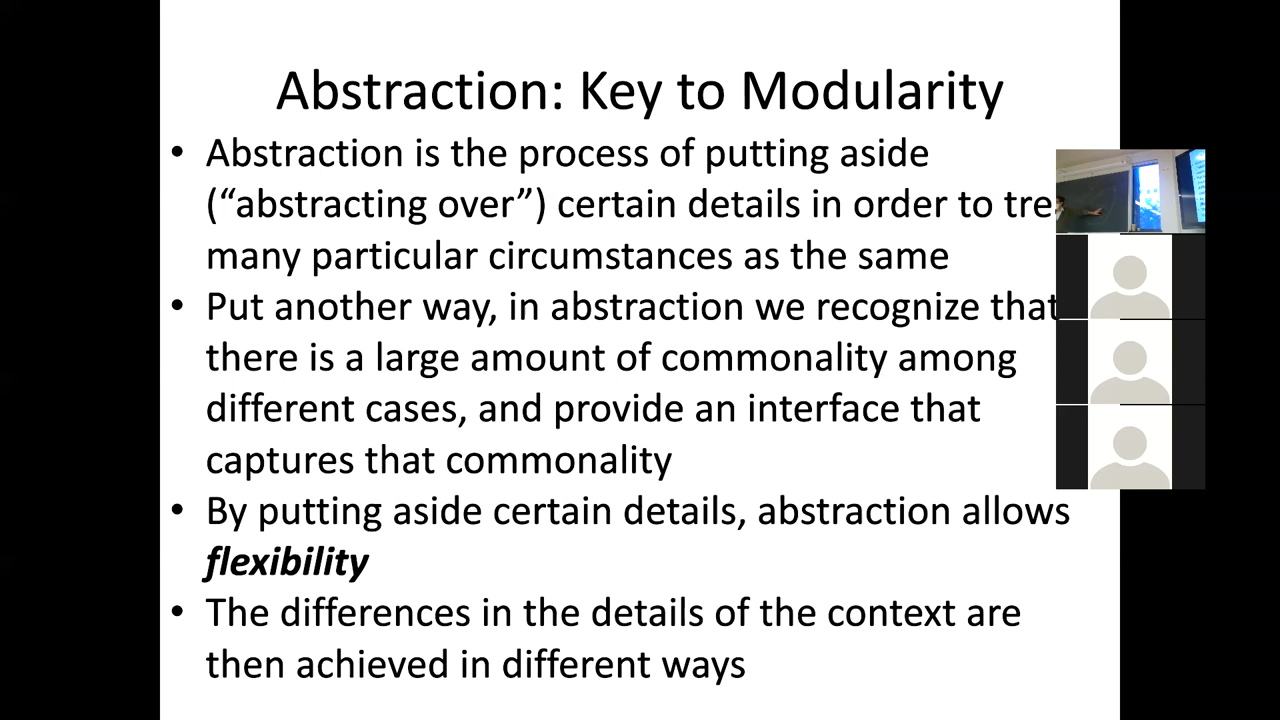 Abstraction: Key to Modularity
• Abstraction is the process of putting aside
(“abstracting over”) certain details in order to tre
many particular circumstances as the same
• Put another way, in abstraction we recognize that
there is a large amount of commonality among
different cases, and provide an interface that
captures that commonality
• By putting aside certain details, abstraction allows
flexibility
• The differences in the details of the context are
then achieved in different ways